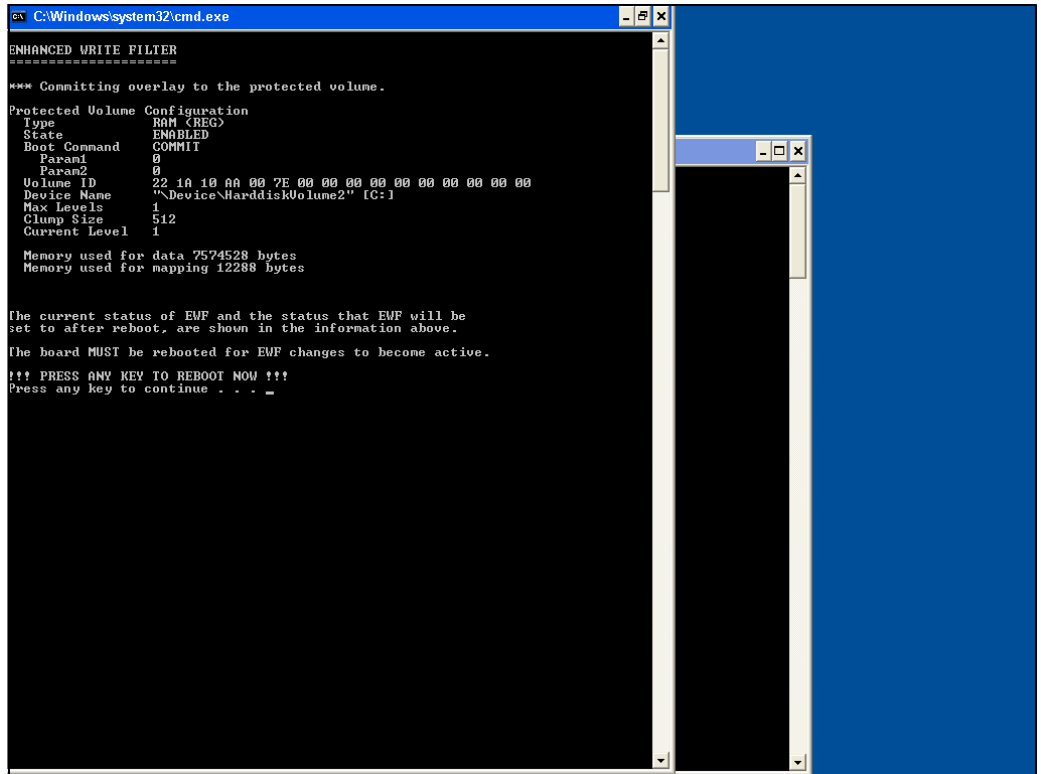 C:\Windows\system32\cmd.exe
ENHANCED WRITE FILTER
=====================
*** Committing overlay to the protected volume.
Protected Volume Configuration
Type RAM (REG)
State ENABLED
Boot Command COMMIT
Param1 0
Param2 0
Volume ID 22 1A 10 AA 00 7E 00 00 00 00 00 00 00 00 00 00
Device Name "\Device\HarddiskVolume2" [C:]
Max Levels 1
Clump Size 512
Current Level 1
Memory used for data 7574528 bytes
Memory used for mapping 12288 bytes
The current status of EWF and the status that EWF will be
set to after reboot, are shown in the information above.
The board MUST be rebooted for EWF changes to become active.
!!! PRESS ANY KEY TO REBOOT NOW !!!
Press any key to continue . . . _